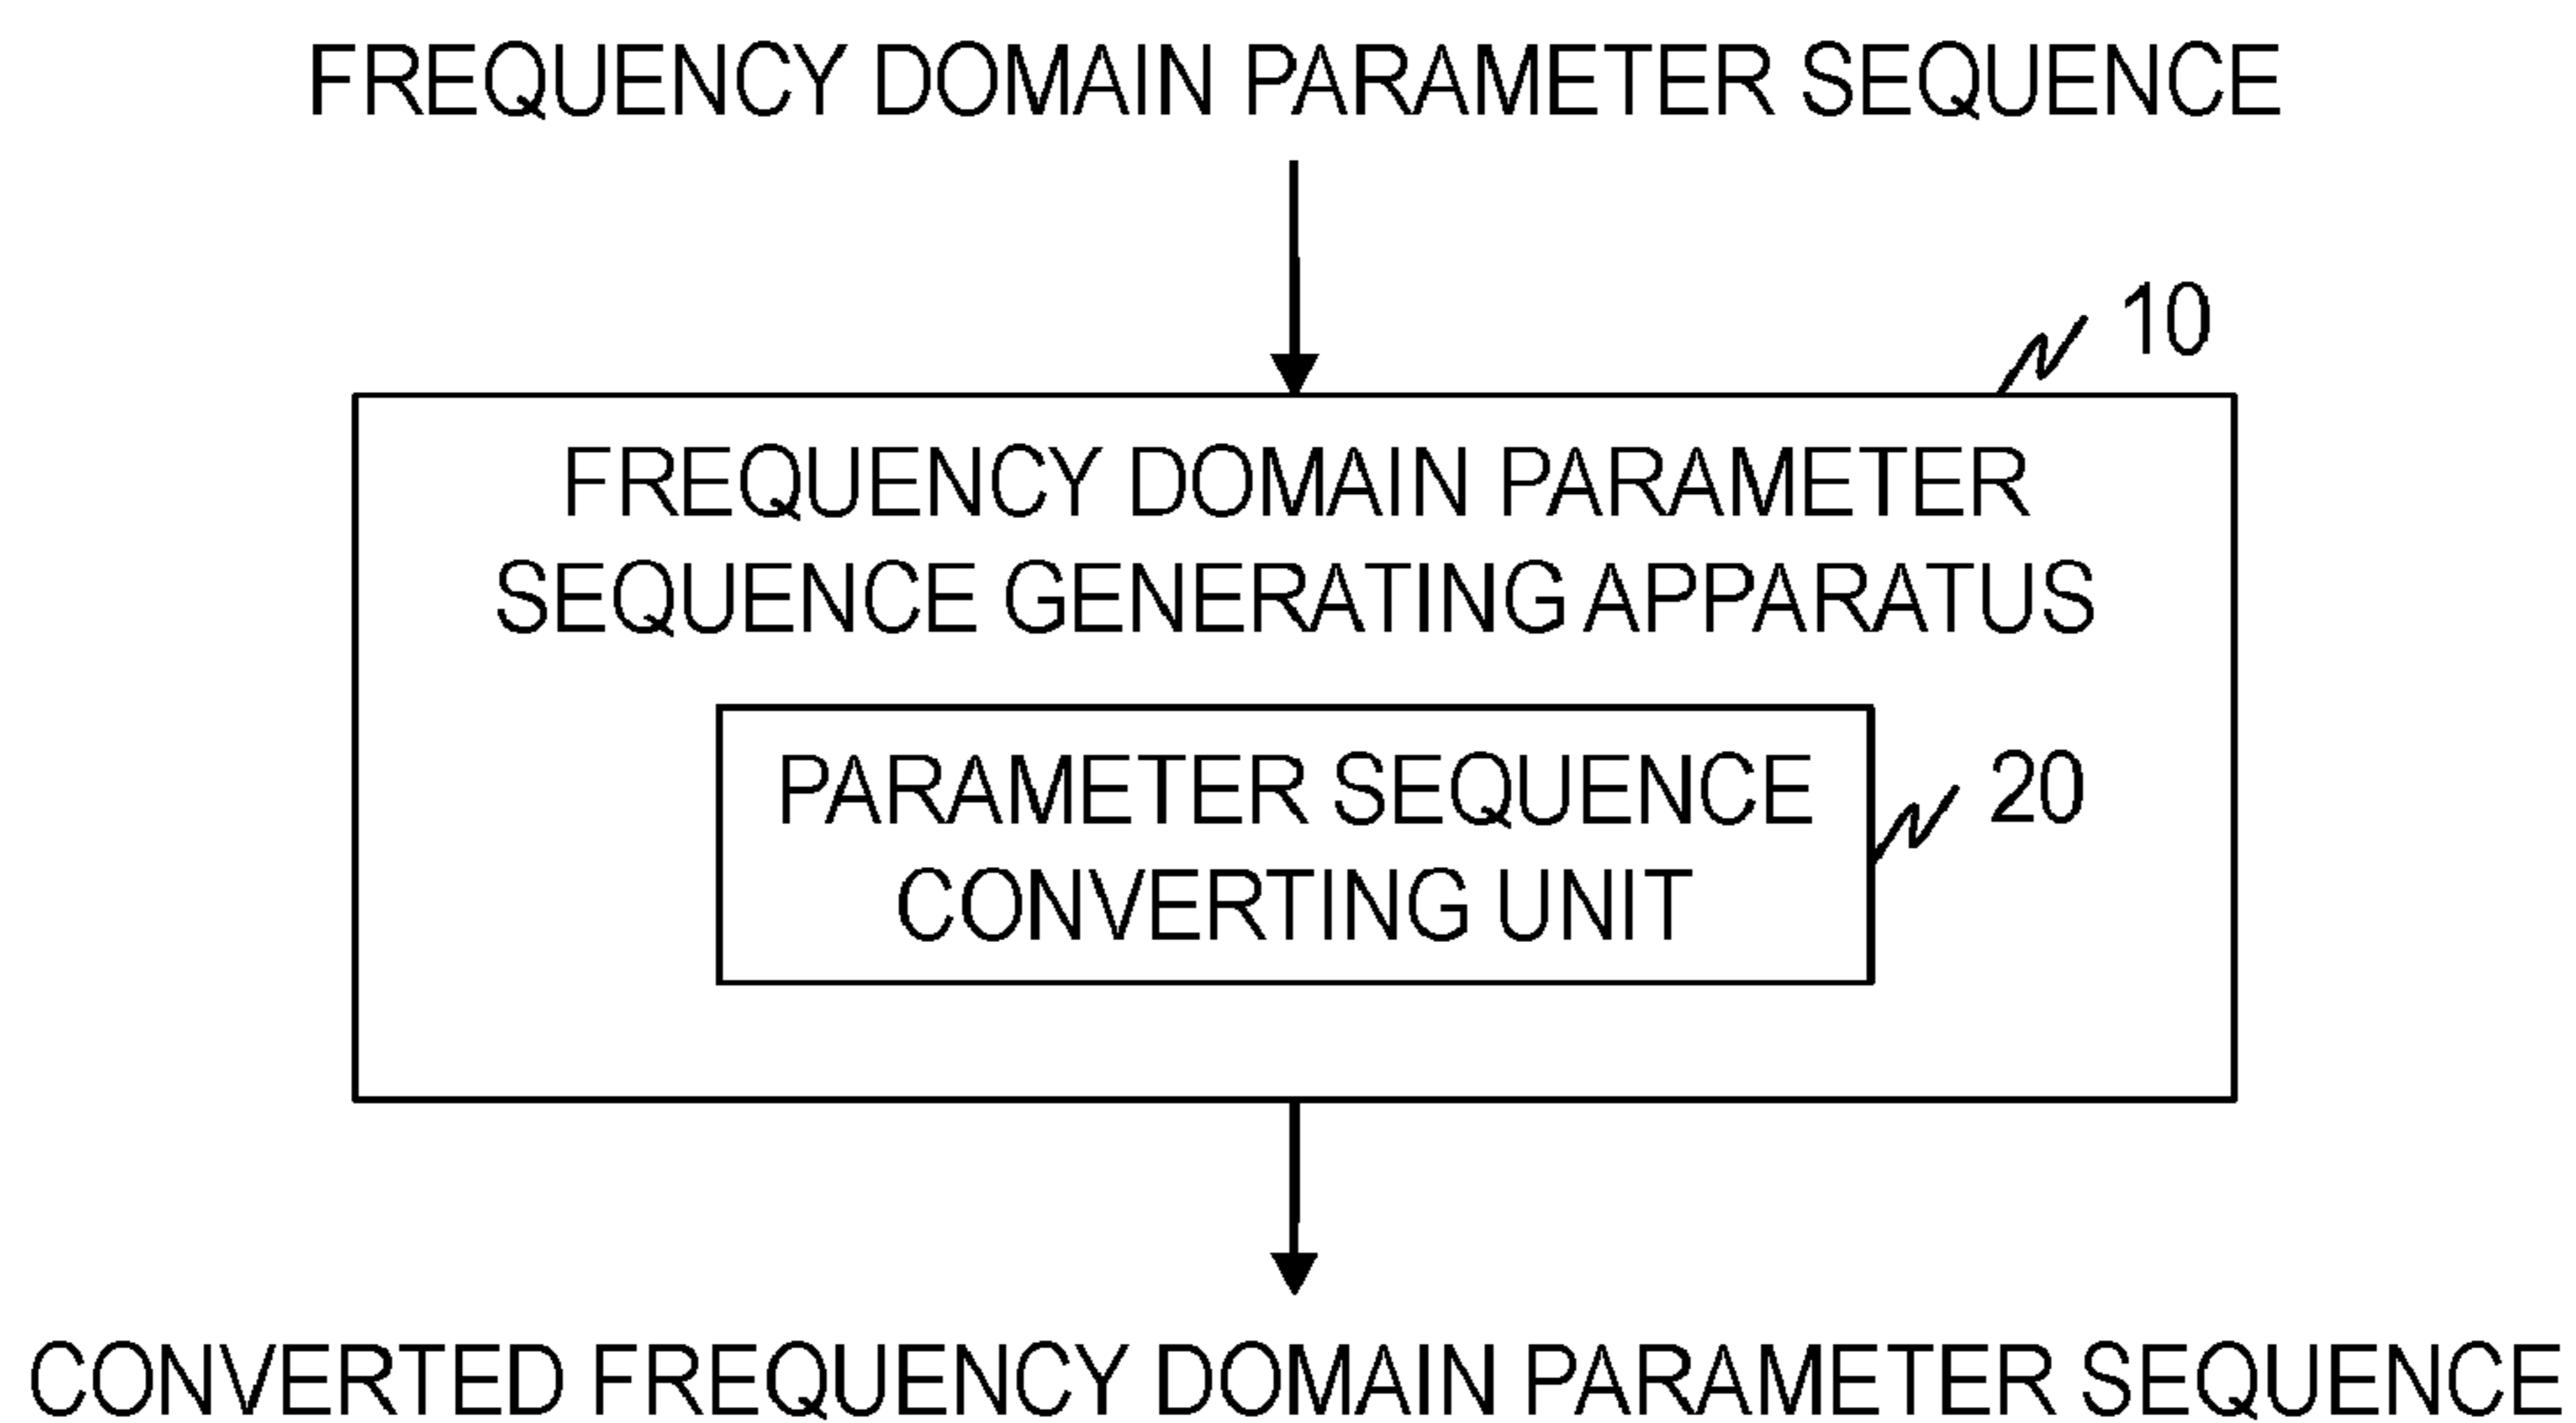 FREQUENCY DOMAIN PARAMETER SEQUENCE
10
FREQUENCY DOMAIN PARAMETER
SEQUENCE GENERATING APPARATUS
PARAMETER SEQUENCE
CONVERTING UNIT
20
CONVERTED FREQUENCY DOMAIN PARAMETER SEQUENCE